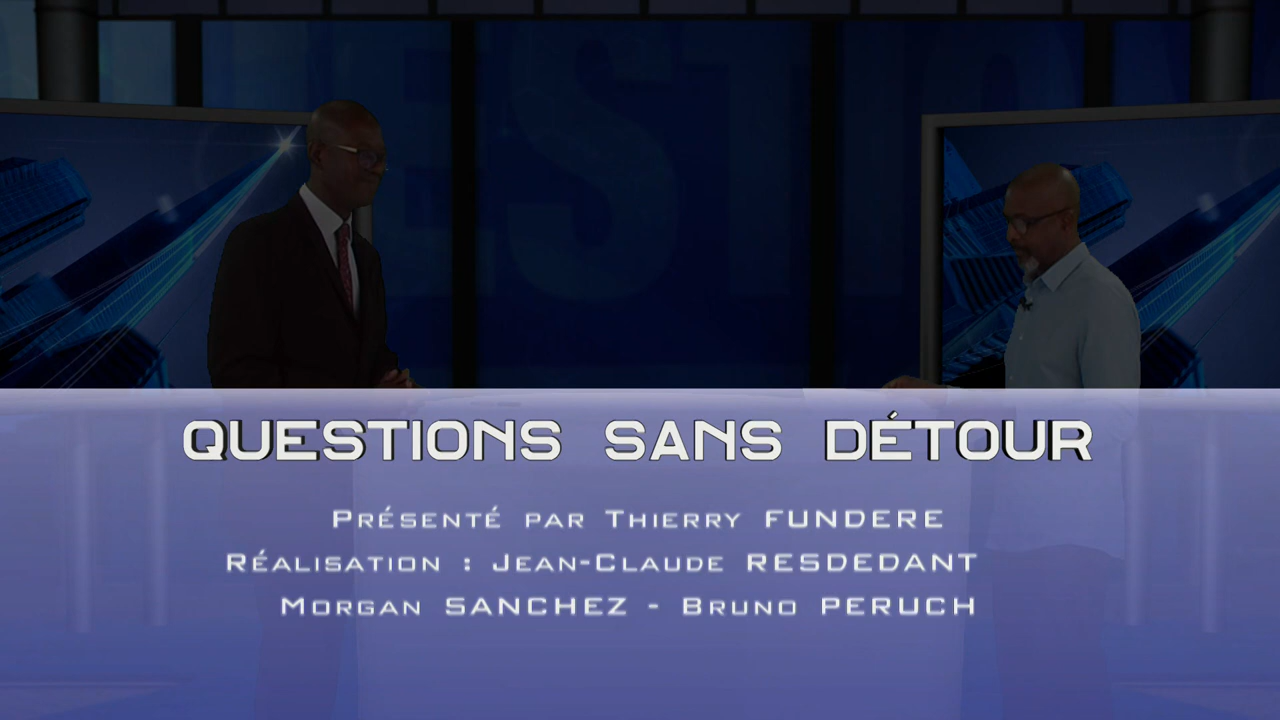 QUESTIONS SANS DÉTOUR
PRÉSENTÉ PAR THIERRY FUNDERE
RÉALISATION : JEAN-CLAUDE RESDEDANT
MORGAN SANCHEZ - BRUNO PERUCH